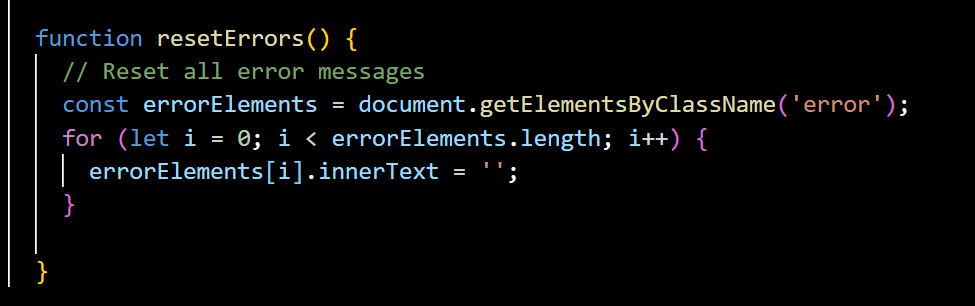 function resetErrors() {
  // Reset all error messages
  const errorElements = document.getElementsByClassName('error');
  for (let i = 0; i < errorElements.length; i++) {
    errorElements[i].innerText = '';
  }
}